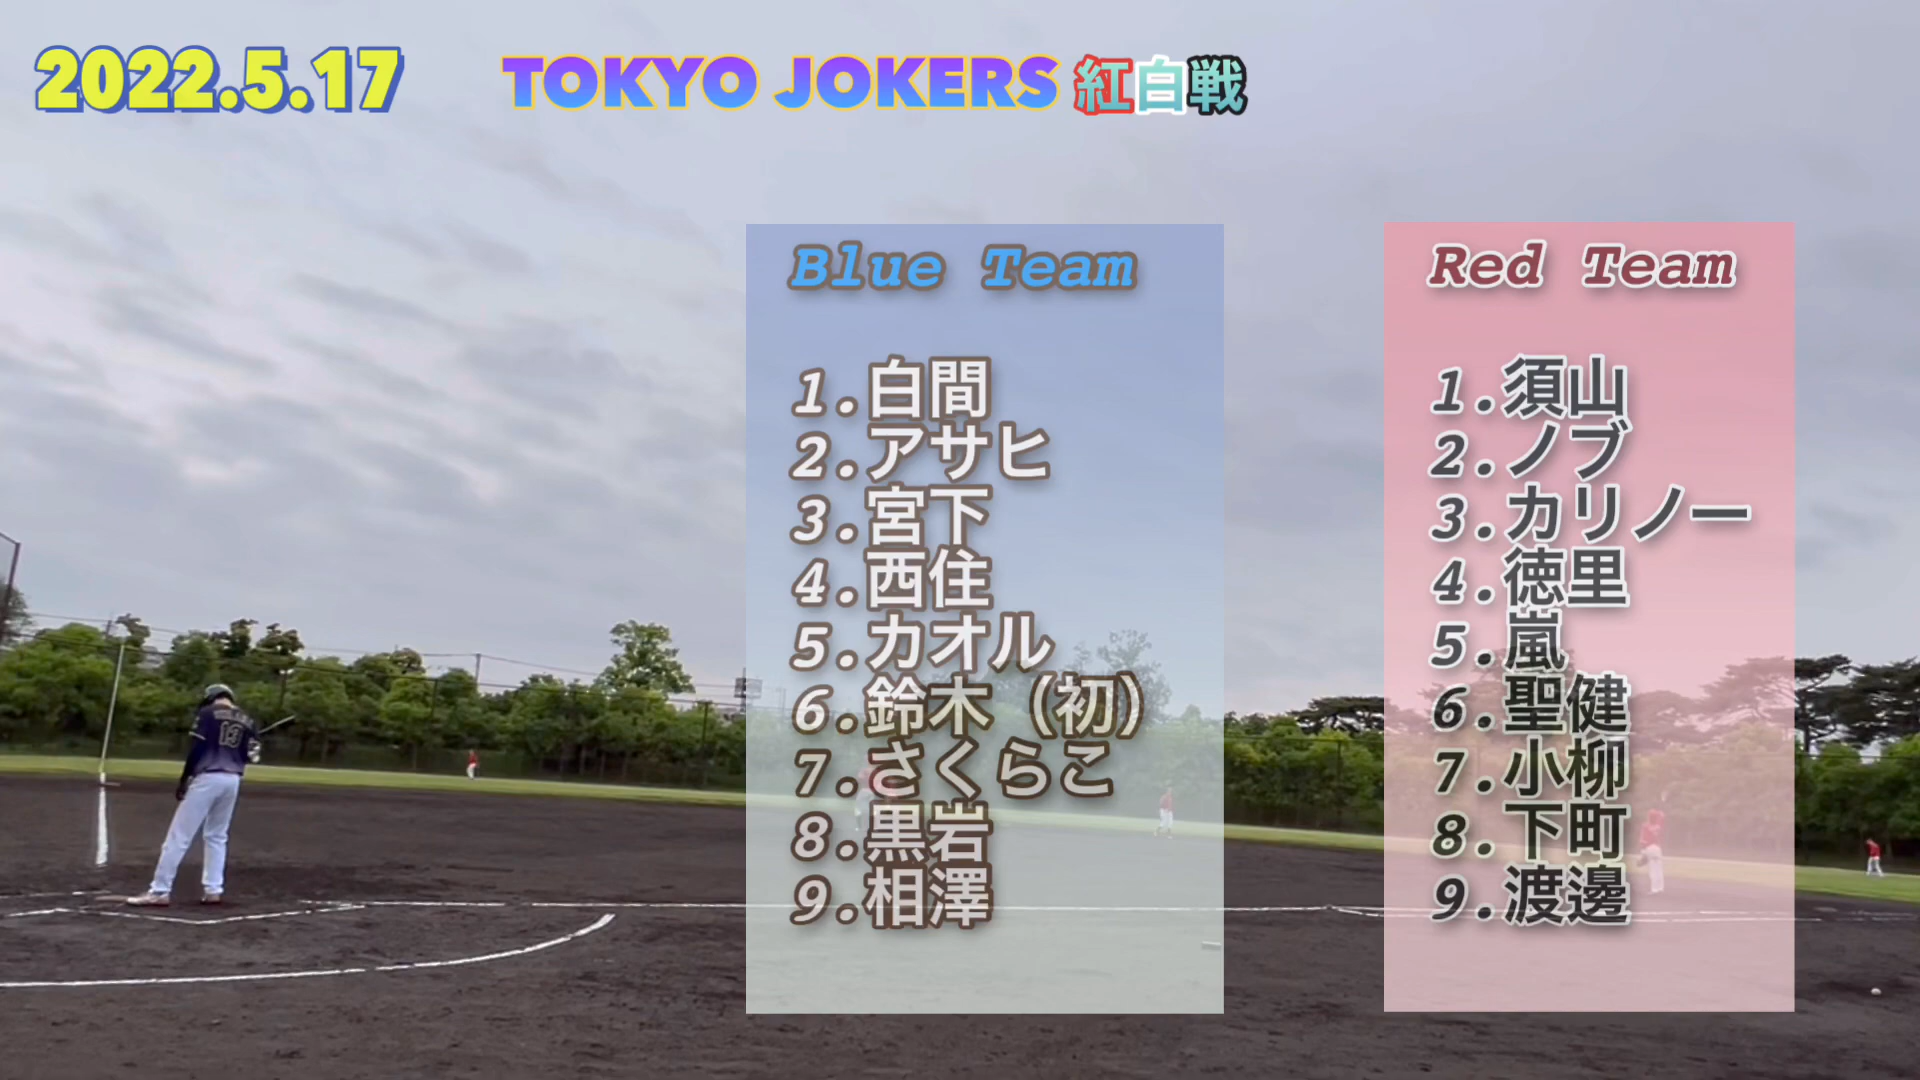 2022.5.17
TOKYO JOKERS 紅白戦
Blue Team
1.白間
2.アサヒ
3.宮下
4.西住
5.カオル
6.鈴木（初）
7.さくらこ
8.黒岩
9.相澤
Red Team
1.須山
2.ノブ
3.カリノー
4.徳里
5.嵐
6.聖健
7.小柳
8.下町
9.渡邊
13